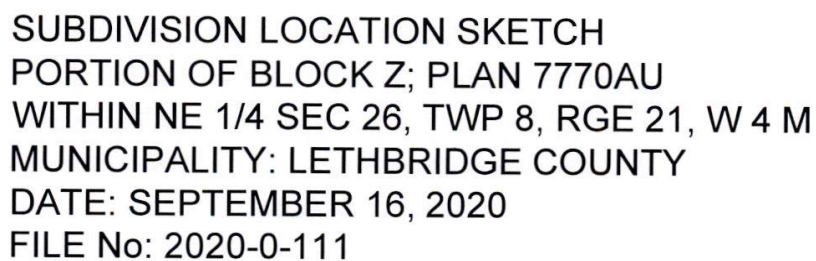 SUBDIVISION LOCATION SKETCH
PORTION OF BLOCK Z; PLAN 7770AU
WITHIN NE 1/4 SEC 26, TWP 8, RGE 21, W 4 M
MUNICIPALITY: LETHBRIDGE COUNTY
DATE: SEPTEMBER 16, 2020
FILE No: 2020-0-111